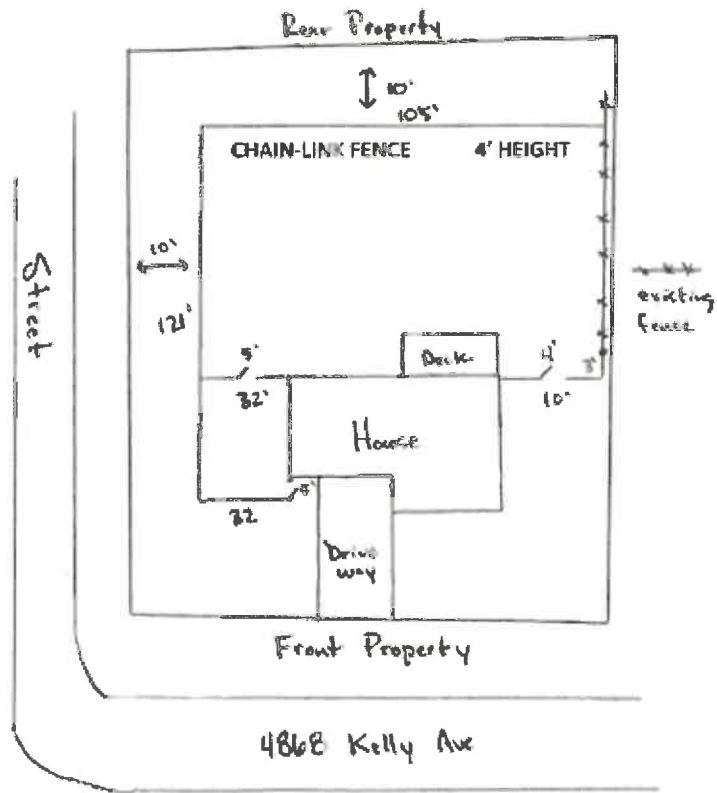 Rear Property
10'
105'
CHAIN-LINK FENCE 4' HEIGHT
10'
Street
121'
existing
fence
5'
Deck
4'
3'
32'
10'
House
32
Drive
way
Front Property
4868 Kelly Ave